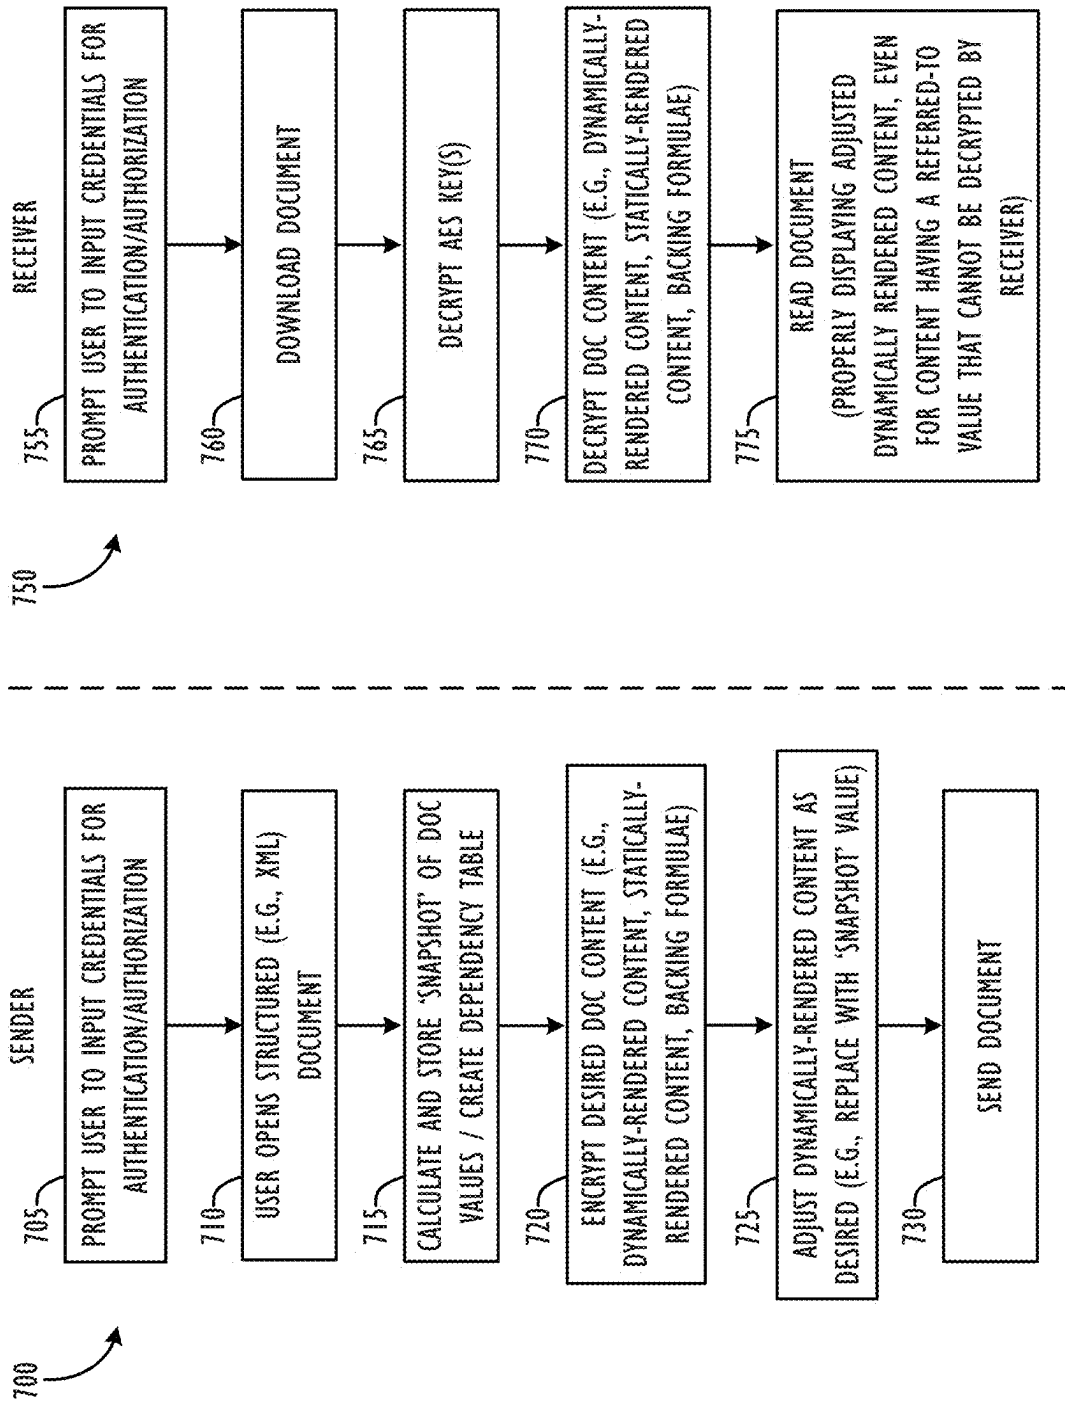 700
SENDER
705
PROMPT USER TO INPUT CREDENTIALS FOR
AUTHENTICATION/AUTHORIZATION
710
USER OPENS STRUCTURED (E.G., XML)
DOCUMENT
715
CALCULATE AND STORE ‘SNAPSHOT’ OF DOC
VALUES / CREATE DEPENDENCY TABLE
720
ENCRYPT DESIRED DOC CONTENT (E.G.,
DYNAMICALLY-RENDERED CONTENT, STATICALLY-
RENDERED CONTENT, BACKING FORMULAE)
725
ADJUST DYNAMICALLY-RENDERED CONTENT AS
DESIRED (E.G., REPLACE WITH ‘SNAPSHOT’ VALUE)
730
SEND DOCUMENT
750
RECEIVER
755
PROMPT USER TO INPUT CREDENTIALS FOR
AUTHENTICATION/AUTHORIZATION
760
DOWNLOAD DOCUMENT
765
DECRYPT AES KEY(S)
770
DECRYPT DOC CONTENT (E.G., DYNAMICALLY-
RENDERED CONTENT, STATICALLY-RENDERED
CONTENT, BACKING FORMULAE)
775
READ DOCUMENT
(PROPERLY DISPLAYING ADJUSTED
DYNAMICALLY RENDERED CONTENT, EVEN
FOR CONTENT HAVING A REFERRED-TO
VALUE THAT CANNOT BE DECRYPTED BY
RECEIVER)